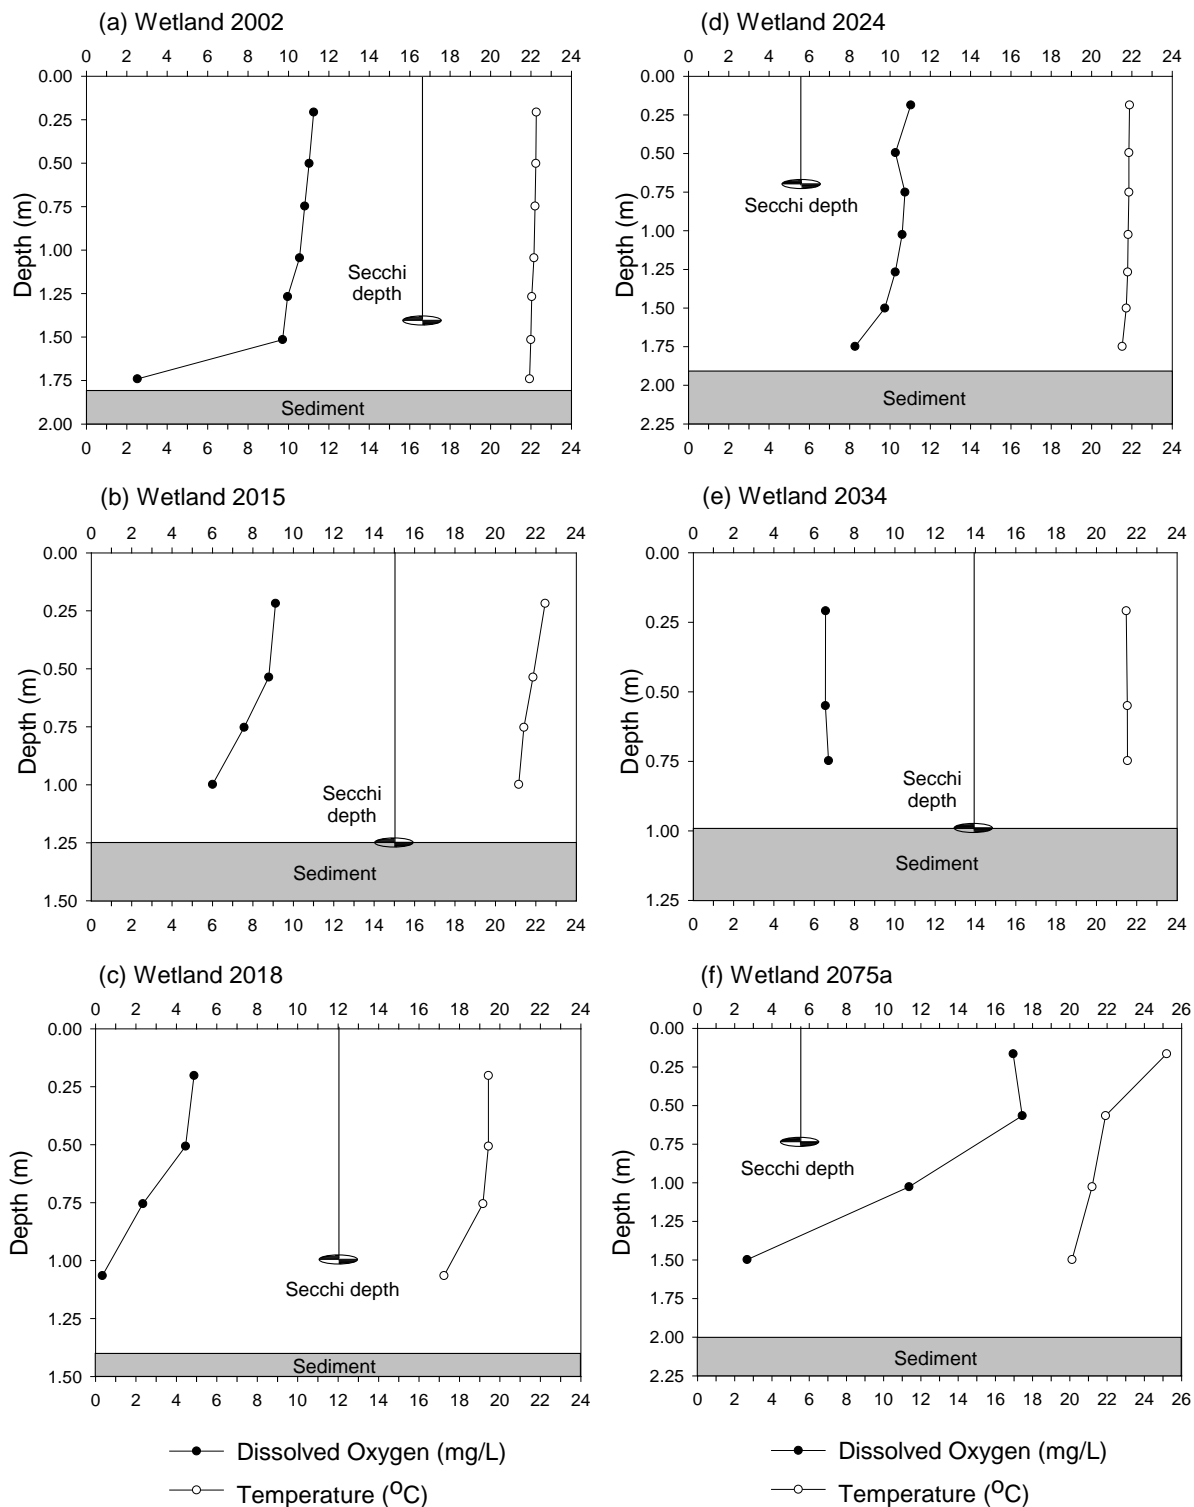 (a) Wetland 2002
0 2 4 6 8 10 12 14 16 18 20 22 24
0.00
0.25
0.50
0.75
1.00
1.25
1.50
1.75
2.00
Depth (m)
Secchi
depth
Sediment
0 2 4 6 8 10 12 14 16 18 20 22 24
(d) Wetland 2024
0 2 4 6 8 10 12 14 16 18 20 22 24
0.00
0.25
0.50
0.75
1.00
1.25
1.50
1.75
2.00
2.25
Depth (m)
Secchi depth
Sediment
0 2 4 6 8 10 12 14 16 18 20 22 24
(b) Wetland 2015
0 2 4 6 8 10 12 14 16 18 20 22 24
0.00
0.25
0.50
0.75
1.00
1.25
1.50
Depth (m)
Secchi
depth
Sediment
0 2 4 6 8 10 12 14 16 18 20 22 24
(e) Wetland 2034
0 2 4 6 8 10 12 14 16 18 20 22 24
0.00
0.25
0.50
0.75
1.00
1.25
Depth (m)
Secchi
depth
Sediment
0 2 4 6 8 10 12 14 16 18 20 22 24
(c) Wetland 2018
0 2 4 6 8 10 12 14 16 18 20 22 24
0.00
0.25
0.50
0.75
1.00
1.25
1.50
Depth (m)
Secchi depth
Sediment
0 2 4 6 8 10 12 14 16 18 20 22 24
(f) Wetland 2075a
0 2 4 6 8 10 12 14 16 18 20 22 24 26
0.00
0.25
0.50
0.75
1.00
1.25
1.50
1.75
2.00
2.25
Depth (m)
Secchi depth
Sediment
0 2 4 6 8 10 12 14 16 18 20 22 24 26
Dissolved Oxygen (mg/L)
Temperature (°C)
Dissolved Oxygen (mg/L)
Temperature (°C)